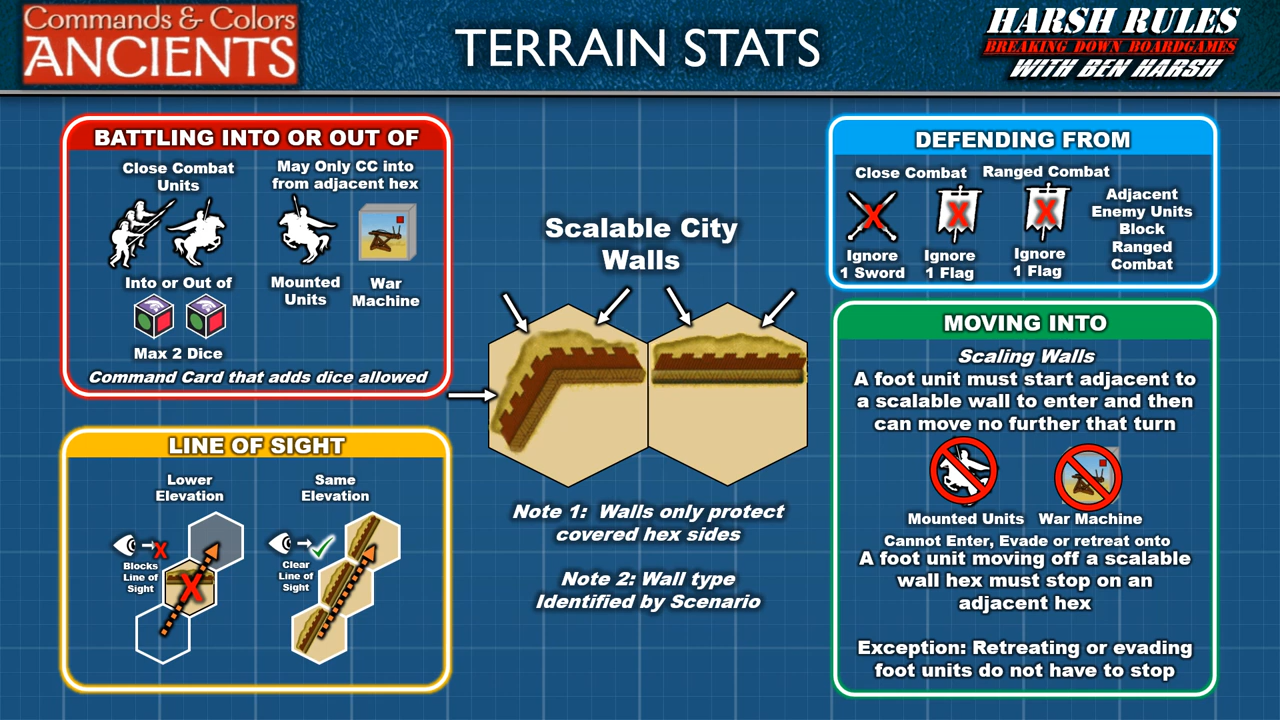 Commands & Colors
ANCIENTS
TERRAIN STATS
HARSH RULES
BREAKING DOWN BOARDGAMES
WITH BEN HARSH
BATTLING INTO OR OUT OF
Close Combat
Units
May Only CC into
from adjacent hex
Into or Out of
Mounted
Units
War
Machine
Max 2 Dice
Command Card that adds dice allowed
LINE OF SIGHT
Lower
Elevation
Same
Elevation
Blocks
Line of
Sight
Clear
Line of
Sight
Scalable City
Walls
Note 1: Walls only protect
covered hex sides
Note 2: Wall type
Identified by Scenario
DEFENDING FROM
Close Combat
Ranged Combat
Ignore
1 Sword
Ignore
1 Flag
Ignore
1 Flag
Adjacent
Enemy Units
Block
Ranged
Combat
MOVING INTO
Scaling Walls
A foot unit must start adjacent to
a scalable wall to enter and then
can move no further that turn
Mounted Units
War Machine
Cannot Enter, Evade or retreat onto
A foot unit moving off a scalable
wall hex must stop on an
adjacent hex
Exception: Retreating or evading
foot units do not have to stop